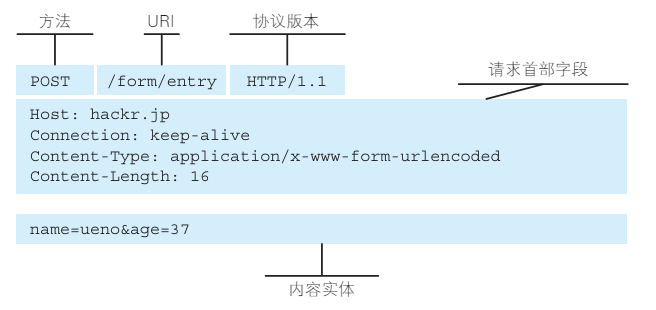 方法 URI 协议版本
POST /form/entry HTTP/1.1
请求首部字段
Host: hackr.jp
Connection: keep-alive
Content-Type: application/x-www-form-urlencoded
Content-Length: 16
name=ueno&age=37
内容实体